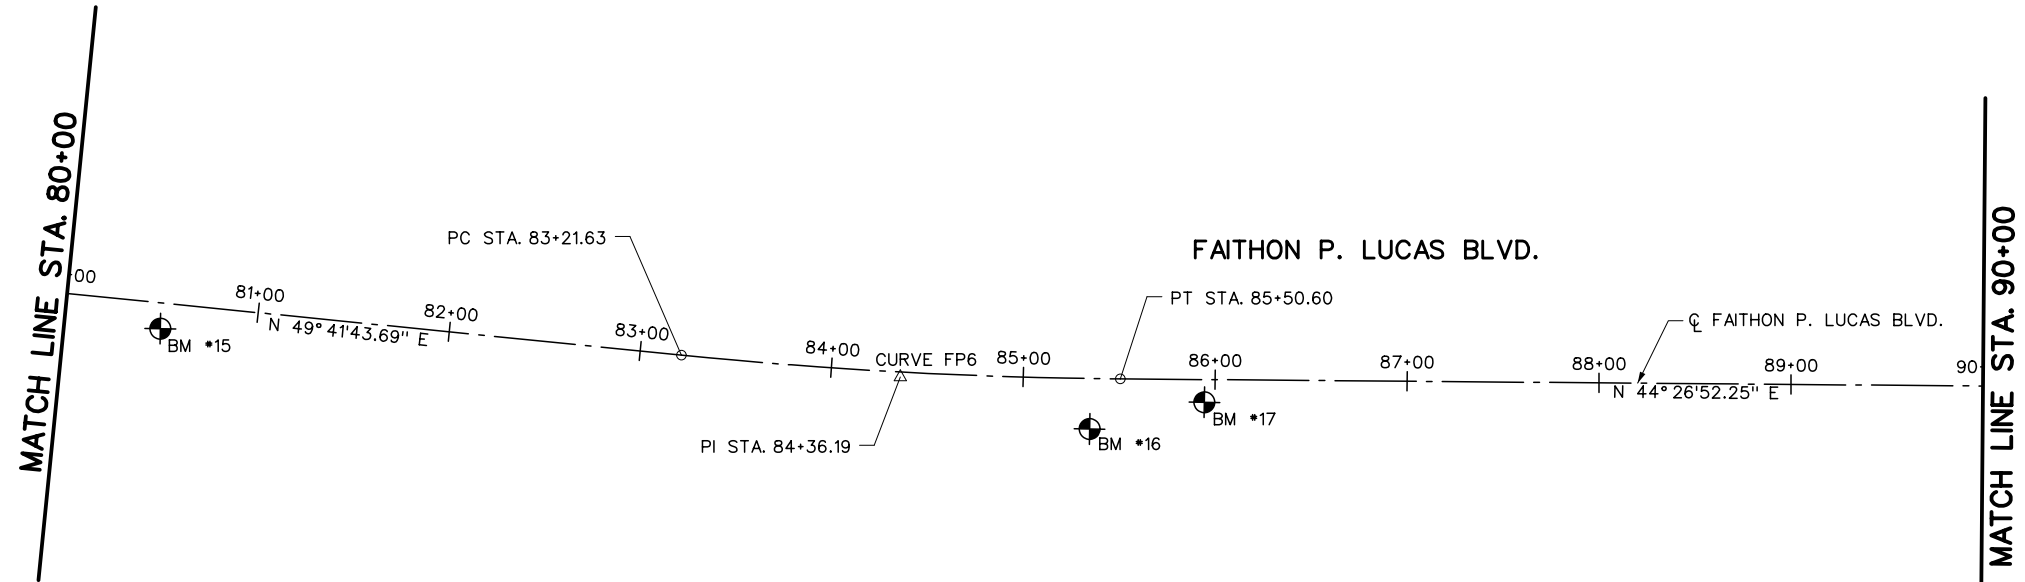 MATCH LINE STA. 80+00
+00
81+00
N 49° 41'43.69" E
BM #15
82+00
PC STA. 83+21.63
83+00
84+00
CURVE FP6
85+00
PI STA. 84+36.19
FAITHON P. LUCAS BLVD.
PT STA. 85+50.60
86+00
BM #16
BM #17
87+00
88+00
℄ FAITHON P. LUCAS BLVD.
N 44° 26'52.25" E
89+00
90+
MATCH LINE STA. 90+00